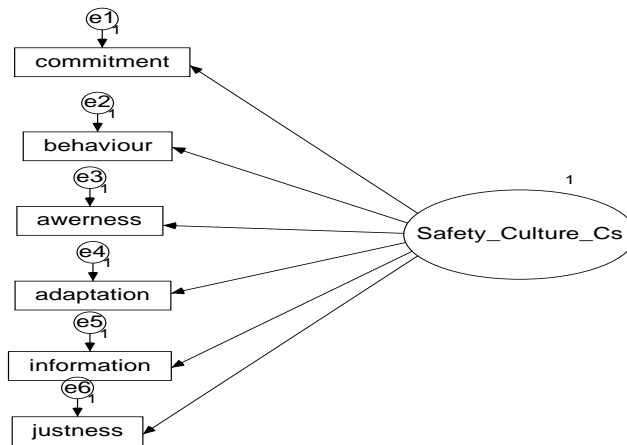 e1
1
commitment
e2
1
behaviour
e3
1
awerness
e4
1
adaptation
e5
1
information
e6
1
justness
1
Safety_Culture_Cs